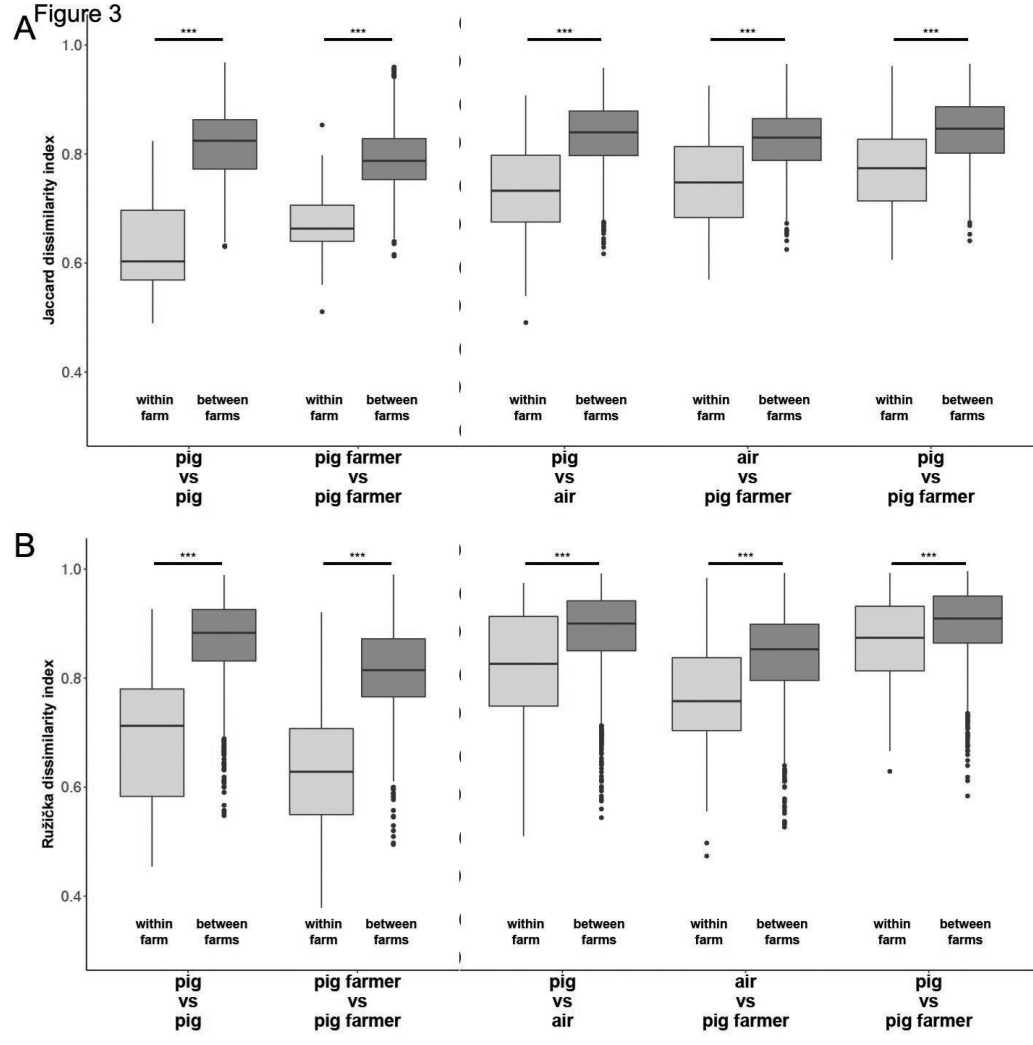 Figure 3
A
*** *** *** *** ***
1.0
0.8
0.6
0.4
Jaccard dissimilarity index
within between within between within between within between within between
farm farms farm farms farm farms farm farms farm farms
pig pig farmer pig air pig
vs vs vs vs vs
pig pig farmer air pig farmer pig farmer
B
*** *** *** *** ***
1.0
0.8
0.6
0.4
Ružička dissimilarity index
within between within between within between within between within between
farm farms farm farms farm farms farm farms farm farms
pig pig farmer pig air pig
vs vs vs vs vs
pig pig farmer air pig farmer pig farmer